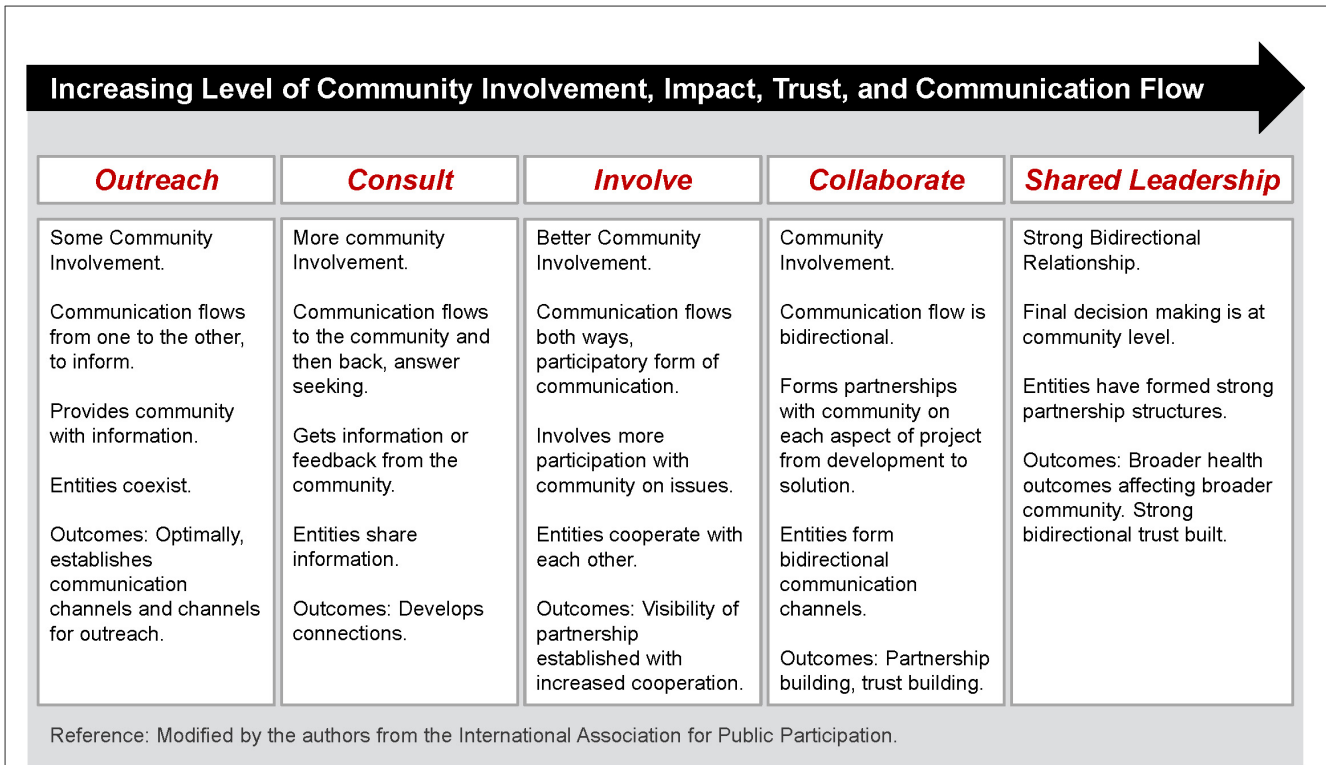 Increasing Level of Community Involvement, Impact, Trust, and Communication Flow
Outreach
Some Community
Involvement.
Communication flows
from one to the other,
to inform.
Provides community
with information.
Entities coexist.
Outcomes: Optimally,
establishes
communication
channels and channels
for outreach.
Consult
More community
Involvement.
Communication flows
to the community and
then back, answer
seeking.
Gets information or
feedback from the
community.
Entities share
information.
Outcomes: Develops
connections.
Involve
Better Community
Involvement.
Communication flows
both ways,
participatory form of
communication.
Involves more
participation with
community on issues.
Entities cooperate with
each other.
Outcomes: Visibility of
partnership
established with
increased cooperation.
Collaborate
Community
Involvement.
Communication flow is
bidirectional.
Forms partnerships
with community on
each aspect of project
from development to
solution.
Entities form
bidirectional
communication
channels.
Outcomes: Partnership
building, trust building.
Shared Leadership
Strong Bidirectional
Relationship.
Final decision making is at
community level.
Entities have formed strong
partnership structures.
Outcomes: Broader health
outcomes affecting broader
community. Strong
bidirectional trust built.
Reference: Modified by the authors from the International Association for Public Participation.